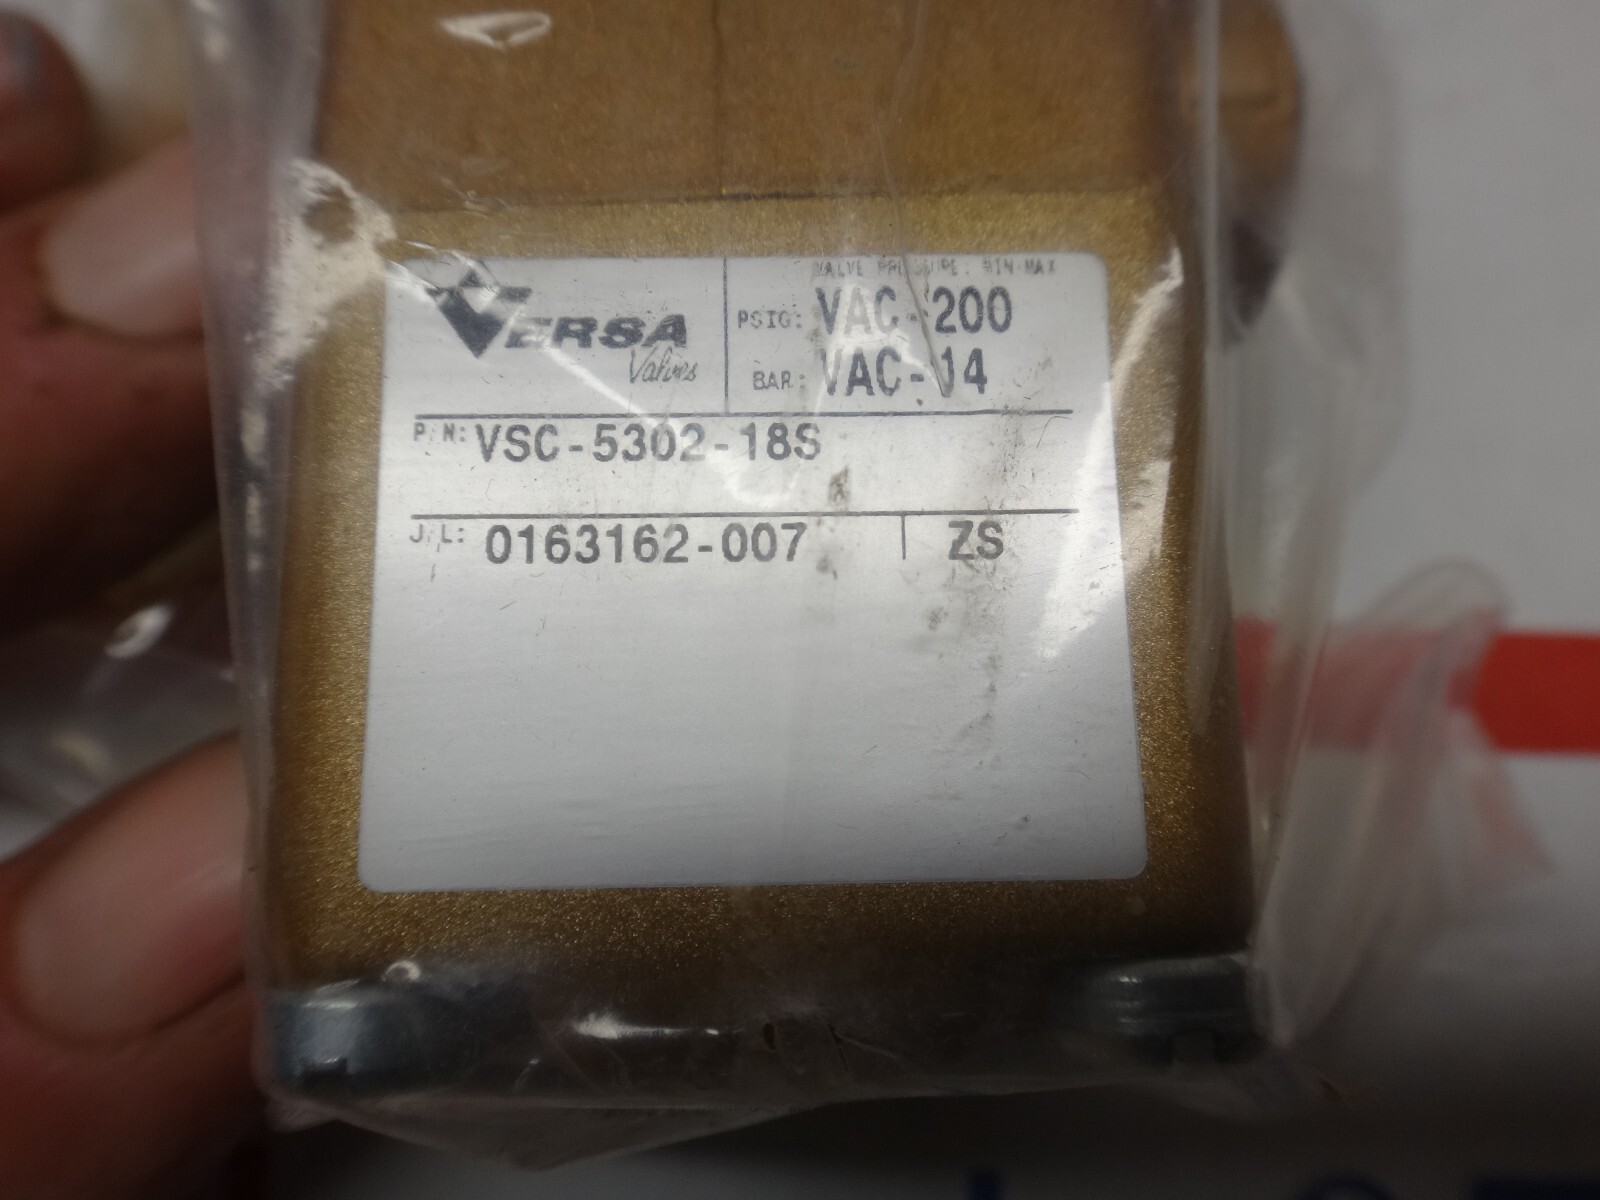 VERSA
Valves
VALVE PRESSURE: MIN-MAX
PSIG: VAC-200
BAR: VAC-14
P/N: VSC-5302-18S
J/L: 0163162-007 | ZS